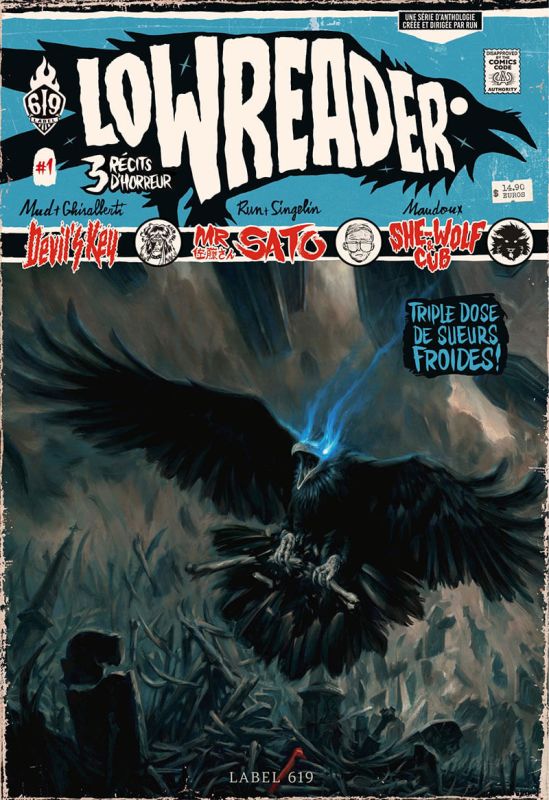 UNE SÉRIE D'ANTHOLOGIE
CRÉÉE ET DIRIGÉE PAR RUN
DISAPPROVED
BY THE
COMICS
CODE
AUTHORITY
619
LABEL
LOWREADER
#1
3 RÉCITS
D'HORREUR
$ 14.90
EUROS
Mud + Ghisalberti
Run + Singelin
Maudoux
Devil's Key
MR SATO
佐藤さん
SHE-WOLF
& CUB
TRIPLE DOSE
DE SUEURS
FROIDES!
LABEL 619